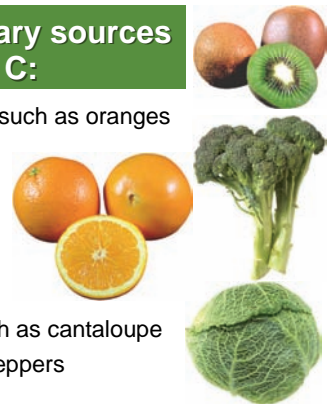 ary sources
C:
such as oranges
h as cantaloupe
eppers